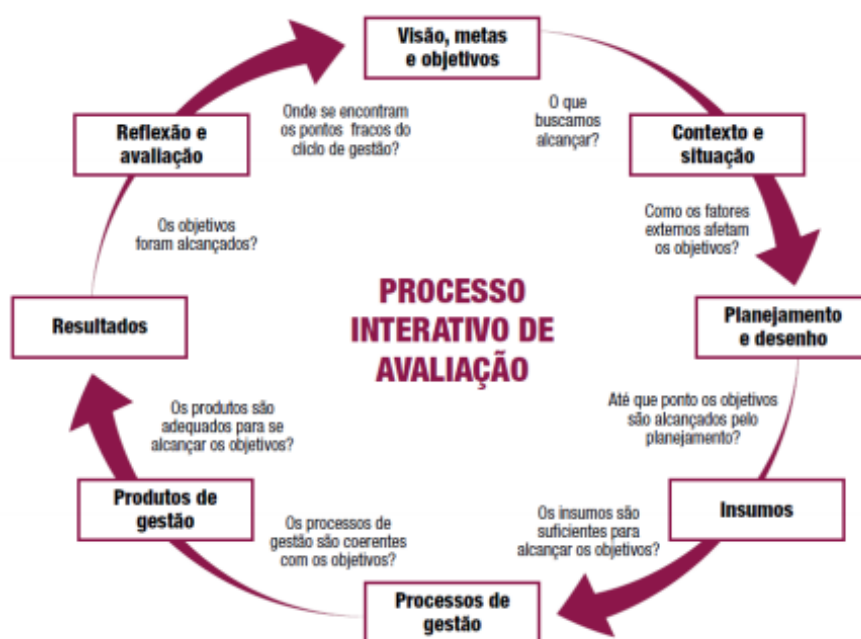 Visão, metas
e objetivos
O que
buscamos
alcançar?
Contexto e
situação
Como os fatores
externos afetam
os objetivos?
Planejamento
e desenho
Até que ponto os objetivos
são alcançados pelo
planejamento?
Insumos
Os insumos são
suficientes para
alcançar os objetivos?
Processos de
gestão
Os processos de
gestão são coerentes
com os objetivos?
Produtos de
gestão
Os produtos são
adequados para se
alcançar os objetivos?
Resultados
Os objetivos
foram alcançados?
Reflexão e
avaliação
Onde se encontram
os pontos fracos do
cliclo de gestão?
PROCESSO
INTERATIVO DE
AVALIAÇÃO